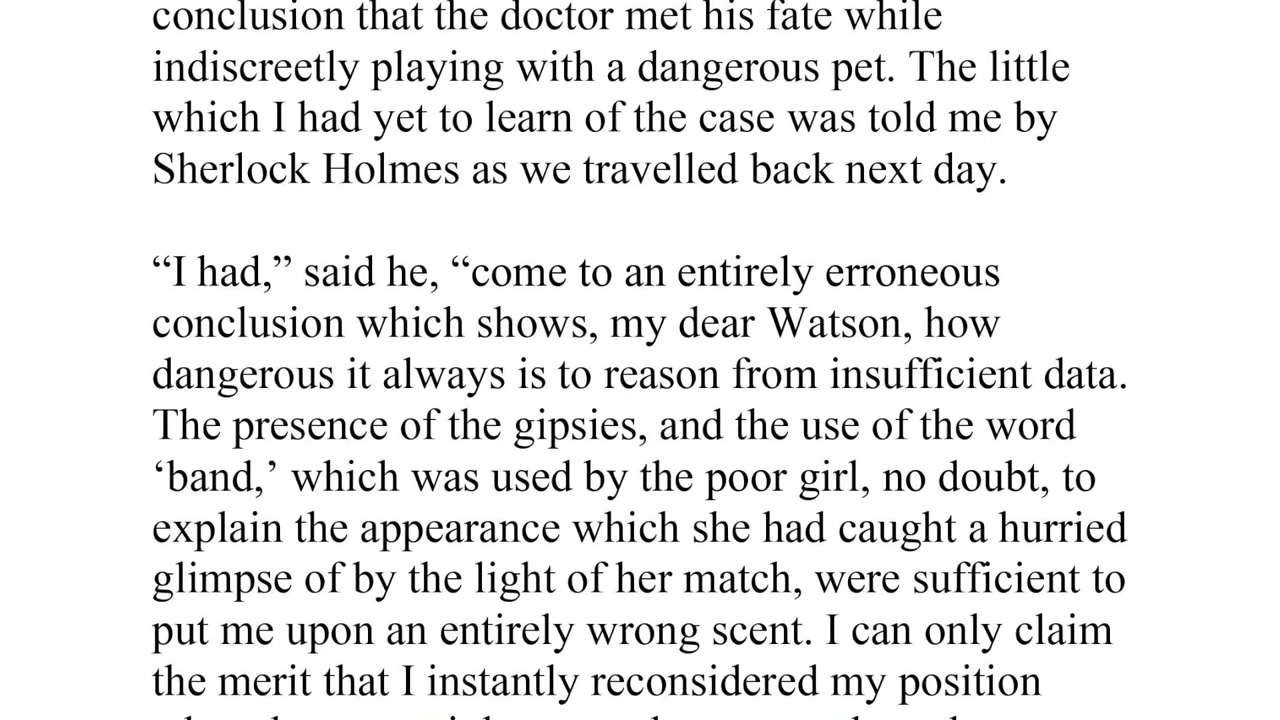 conclusion that the doctor met his fate while
indiscreetly playing with a dangerous pet. The little
which I had yet to learn of the case was told me by
Sherlock Holmes as we travelled back next day.
“I had,” said he, “come to an entirely erroneous
conclusion which shows, my dear Watson, how
dangerous it always is to reason from insufficient data.
The presence of the gipsies, and the use of the word
‘band,’ which was used by the poor girl, no doubt, to
explain the appearance which she had caught a hurried
glimpse of by the light of her match, were sufficient to
put me upon an entirely wrong scent. I can only claim
the merit that I instantly reconsidered my position